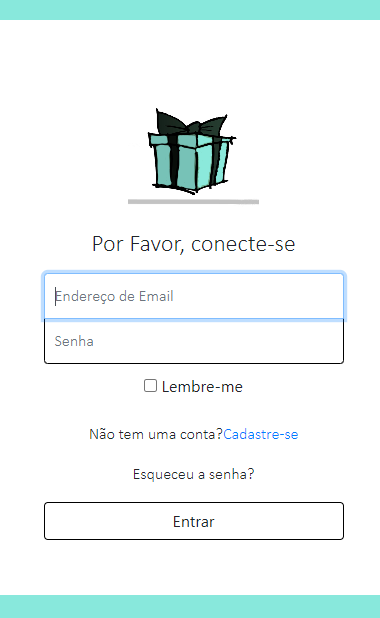 Por Favor, conecte-se
Endereço de Email
Senha
Lembre-me
Não tem uma conta?Cadastre-se
Esqueceu a senha?
Entrar